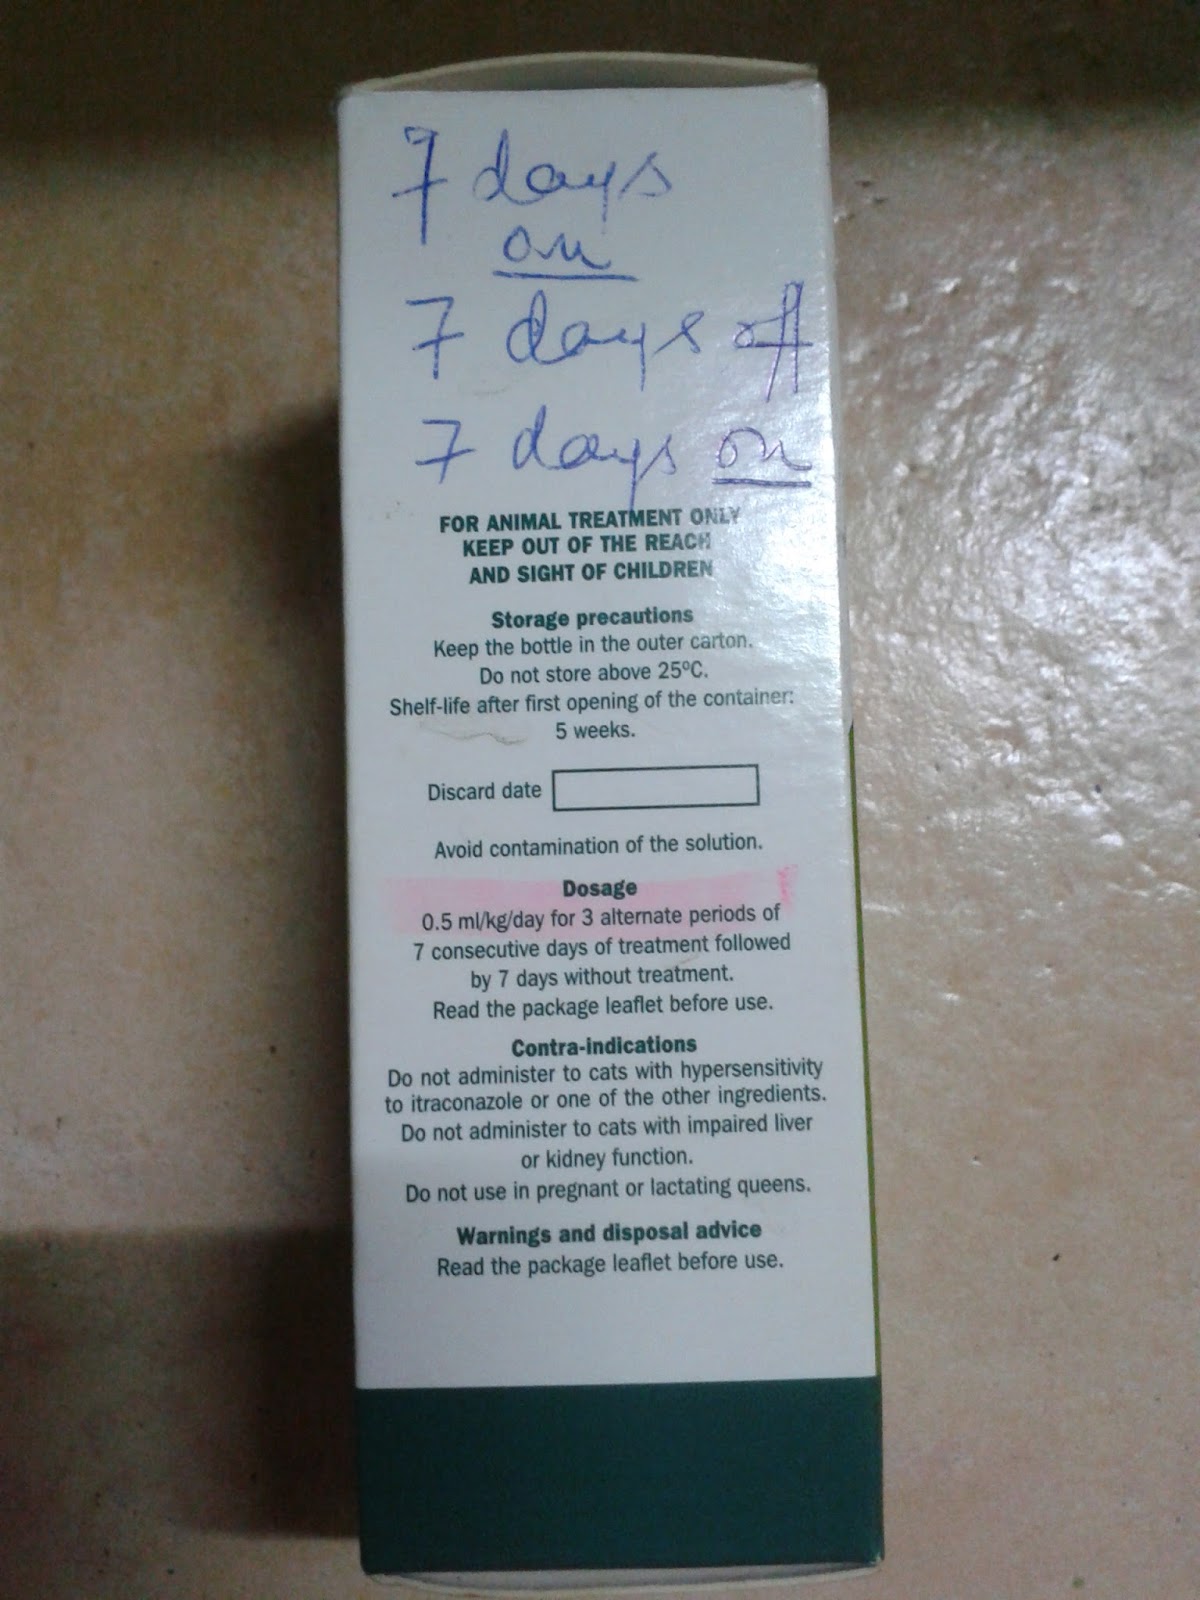 7 days
on
7 days off
7 days on
FOR ANIMAL TREATMENT ONLY
KEEP OUT OF THE REACH
AND SIGHT OF CHILDREN
Storage precautions
Keep the bottle in the outer carton.
Do not store above 25ºC.
Shelf-life after first opening of the container:
5 weeks.
Discard date
Avoid contamination of the solution.
Dosage
0.5 ml/kg/day for 3 alternate periods of
7 consecutive days of treatment followed
by 7 days without treatment.
Read the package leaflet before use.
Contra-indications
Do not administer to cats with hypersensitivity
to itraconazole or one of the other ingredients.
Do not administer to cats with impaired liver
or kidney function.
Do not use in pregnant or lactating queens.
Warnings and disposal advice
Read the package leaflet before use.